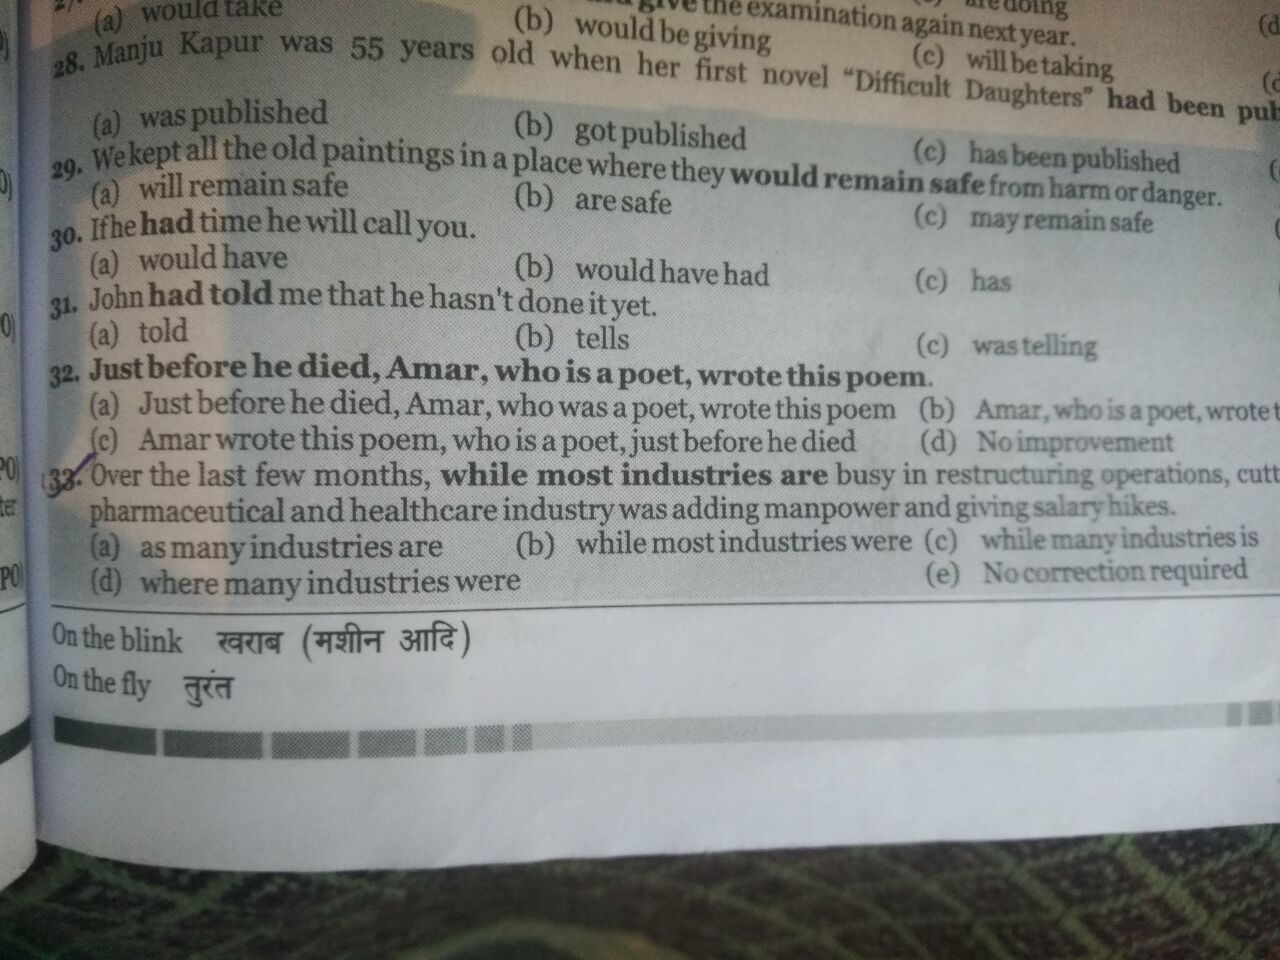 (a) would take
give the examination again next year.
are doing
(b) would be giving
(c) will be taking
28. Manju Kapur was 55 years old when her first novel "Difficult Daughters" had been
(a) was published
(b) got published
(c) has been published
29. We kept all the old paintings in a place where they would remain safe from harm or danger.
(a) will remain safe
(b) are safe
(c) may remain safe
30. If he had time he will call you.
(a) would have
(b) would have had
(c) has
31. John had told me that he hasn't done it yet.
(a) told
(b) tells
(c) was telling
32. Just before he died, Amar, who is a poet, wrote this poem.
(a) Just before he died, Amar, who was a poet, wrote this poem (b) Amar, who is a poet, wrote
(c) Amar wrote this poem, who is a poet, just before he died (d) No improvement
33. Over the last few months, while most industries are busy in restructuring operations,
pharmaceutical and healthcare industry was adding manpower and giving salary hikes.
(a) as many industries are (b) while most industries were (c) while many industries is
(d) where many industries were (e) No correction required
On the blink खराब (मशीन आदि)
On the fly तुरंत